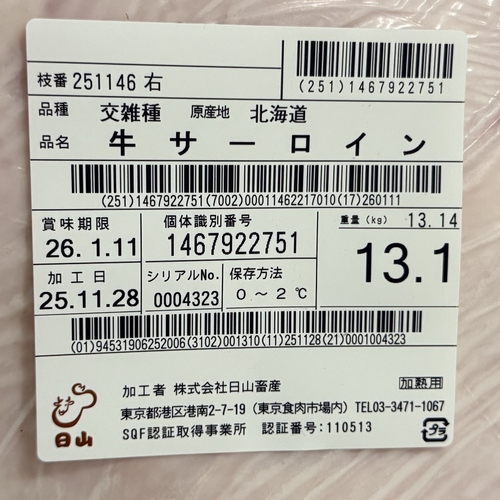 枝番 251146 右
(251)1467922751
品種 交雑種 原産地 北海道
品名 牛サーロイン
(251)1467922751(7002)00011462217010(17)260111
賞味期限 26.1.11
個体識別番号 1467922751
重量(kg) 13.14
13.1
加工日 25.11.28
シリアルNo. 0004323
保存方法 0~2℃
(01)94531906252006(3102)001310(11)251128(21)0001004323
日山
加工者 株式会社日山畜産
加熱用
東京都港区港南2-7-19(東京食肉市場内)TEL03-3471-1067
SQF認証取得事業所 認証番号:110513
プラ